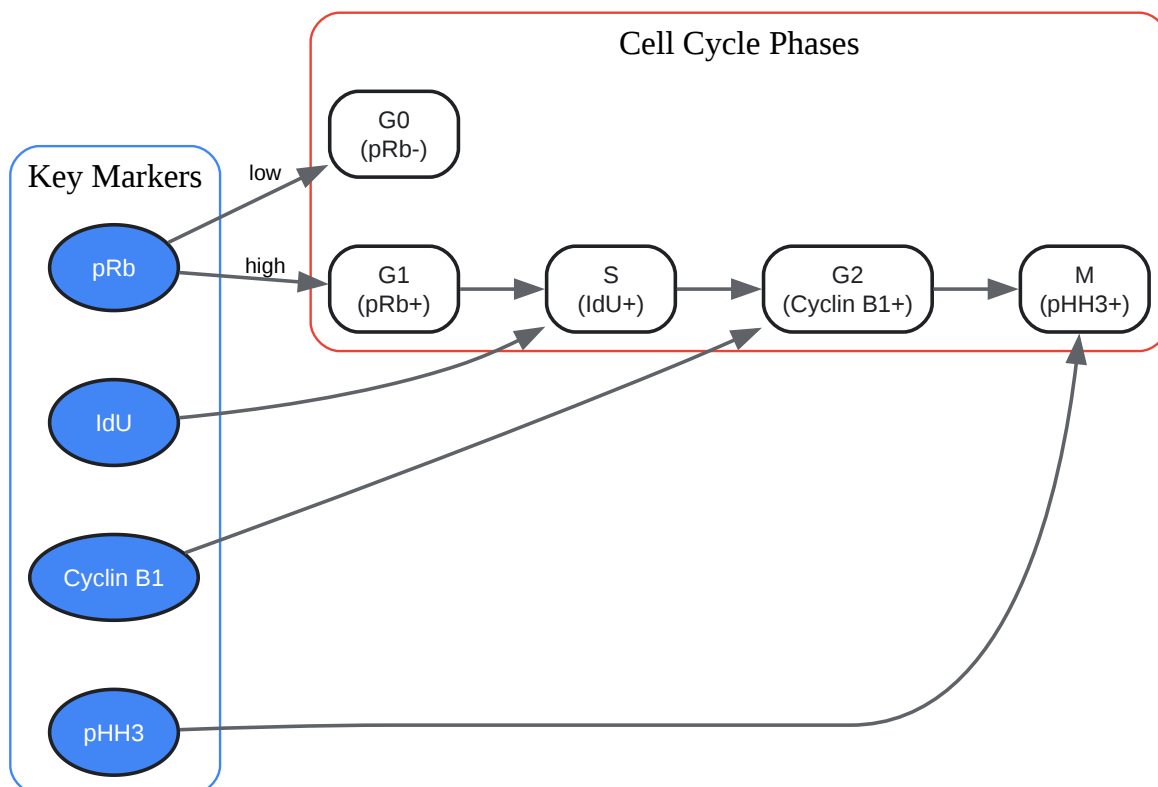 Cell Cycle Phases
G0
(pRb-)
Key Markers
low
pRb
high
G1
(pRb+)
S
(IdU+)
G2
(Cyclin B1+)
M
(pHH3+)
IdU
Cyclin B1
pHH3